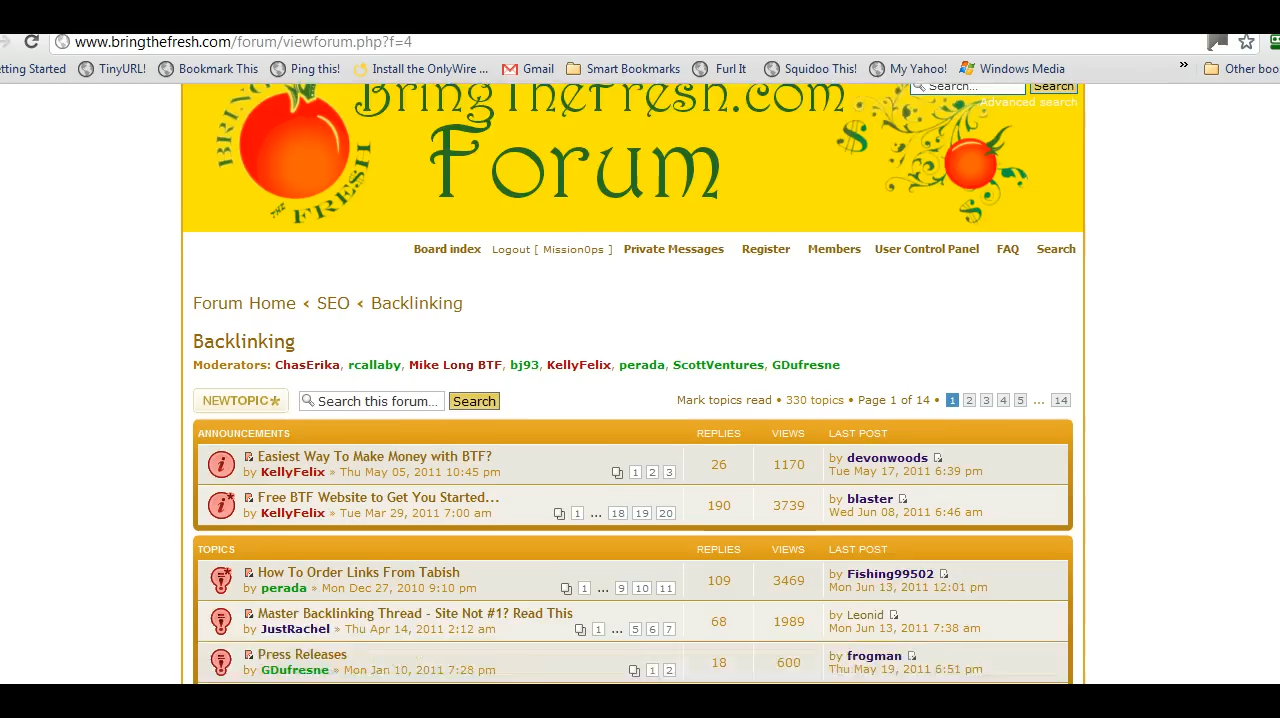 www.bringthefresh.com/forum/viewforum.php?f=4
etting Started TinyURL! Bookmark This Ping this! Install the OnlyWire ... Gmail Smart Bookmarks Furl It Squidoo This! My Yahoo! Windows Media » Other boo
BringTheFresh.com
Forum
BRING
THE FRE$H
$
$
Search... Search
Advanced search
Board index Logout [ MissionOps ] Private Messages Register Members User Control Panel FAQ Search
Forum Home ‹ SEO ‹ Backlinking
Backlinking
Moderators: ChasErika, rcallaby, Mike Long BTF, bj93, KellyFelix, perada, ScottVentures, GDufresne
NEWTOPIC* Search this forum... Search Mark topics read • 330 topics • Page 1 of 14 • 1 2 3 4 5 ... 14
ANNOUNCEMENTS REPLIES VIEWS LAST POST
Easiest Way To Make Money with BTF? 26 1170 by devonwoods
by KellyFelix » Thu May 05, 2011 10:45 pm 1 2 3 Tue May 17, 2011 6:39 pm
Free BTF Website to Get You Started... 190 3739 by blaster
by KellyFelix » Tue Mar 29, 2011 7:00 am 1 ... 18 19 20 Wed Jun 08, 2011 6:46 am
TOPICS REPLIES VIEWS LAST POST
How To Order Links From Tabish 109 3469 by Fishing99502
by perada » Mon Dec 27, 2010 9:10 pm 1 ... 9 10 11 Mon Jun 13, 2011 12:01 pm
Master Backlinking Thread - Site Not #1? Read This 68 1989 by Leonid
by JustRachel » Thu Apr 14, 2011 2:12 am 1 ... 5 6 7 Mon Jun 13, 2011 7:38 am
Press Releases 18 600 by frogman
by GDufresne » Mon Jan 10, 2011 7:28 pm 1 2 Thu May 19, 2011 6:51 pm